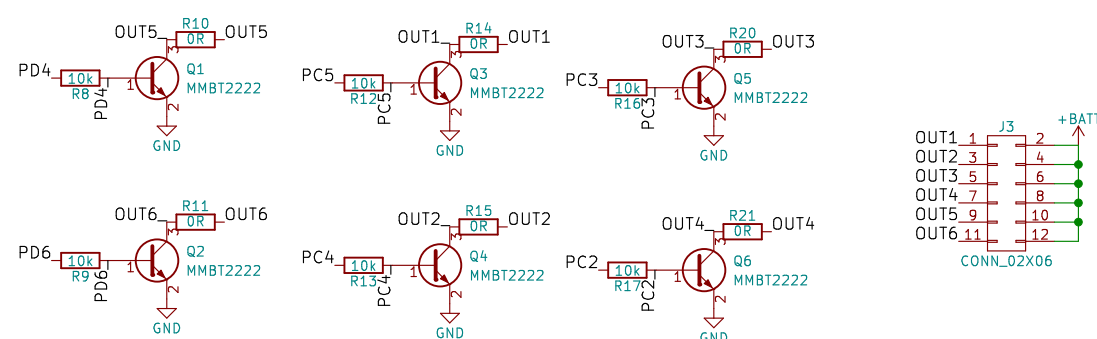 R10
OUT5 0R OUT5
PD4 10k 1 3 Q1
MMBT2222
R8 PD4 2
GND
R14
OUT1 0R OUT1
PC5 10k 1 3 Q3
MMBT2222
R12 PC5 2
GND
R20
OUT3 0R OUT3
PC3 10k 1 3 Q5
MMBT2222
R16 PC3 2
GND
R11
OUT6 0R OUT6
PD6 10k 1 3 Q2
MMBT2222
R9 PD6 2
GND
R15
OUT2 0R OUT2
PC4 10k 1 3 Q4
MMBT2222
R13 PC4 2
GND
R21
OUT4 0R OUT4
PC2 10k 1 3 Q6
MMBT2222
R17 PC2 2
GND
+BATT
J3
OUT1 1 2
OUT2 3 4
OUT3 5 6
OUT4 7 8
OUT5 9 10
OUT6 11 12
CONN_02X06